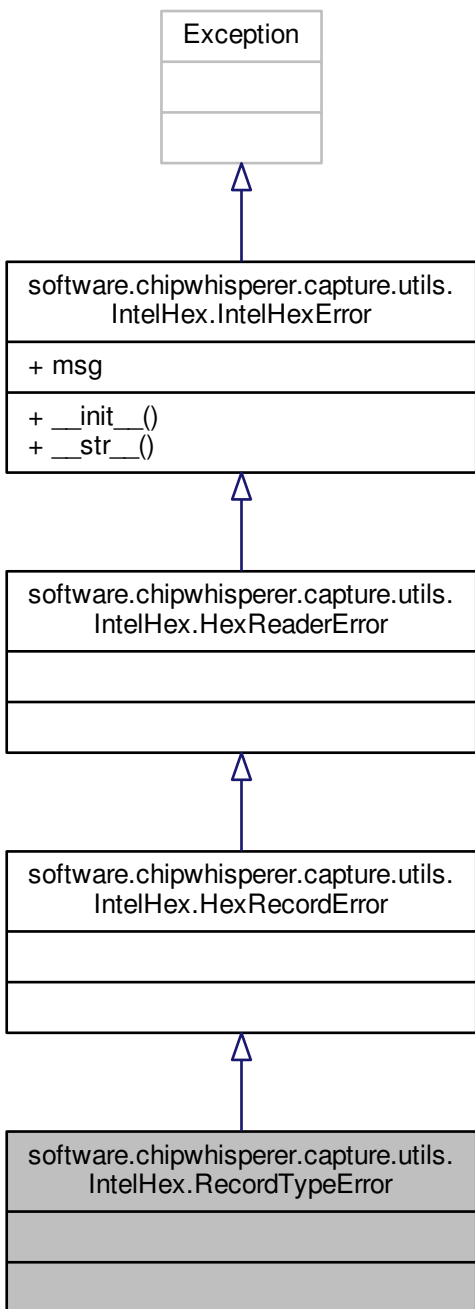 Exception
software.chipwhisperer.capture.utils.
IntelHex.IntelHexError
+ msg
+ __init__()
+ __str__()
software.chipwhisperer.capture.utils.
IntelHex.HexReaderError
software.chipwhisperer.capture.utils.
IntelHex.HexRecordError
software.chipwhisperer.capture.utils.
IntelHex.RecordTypeError